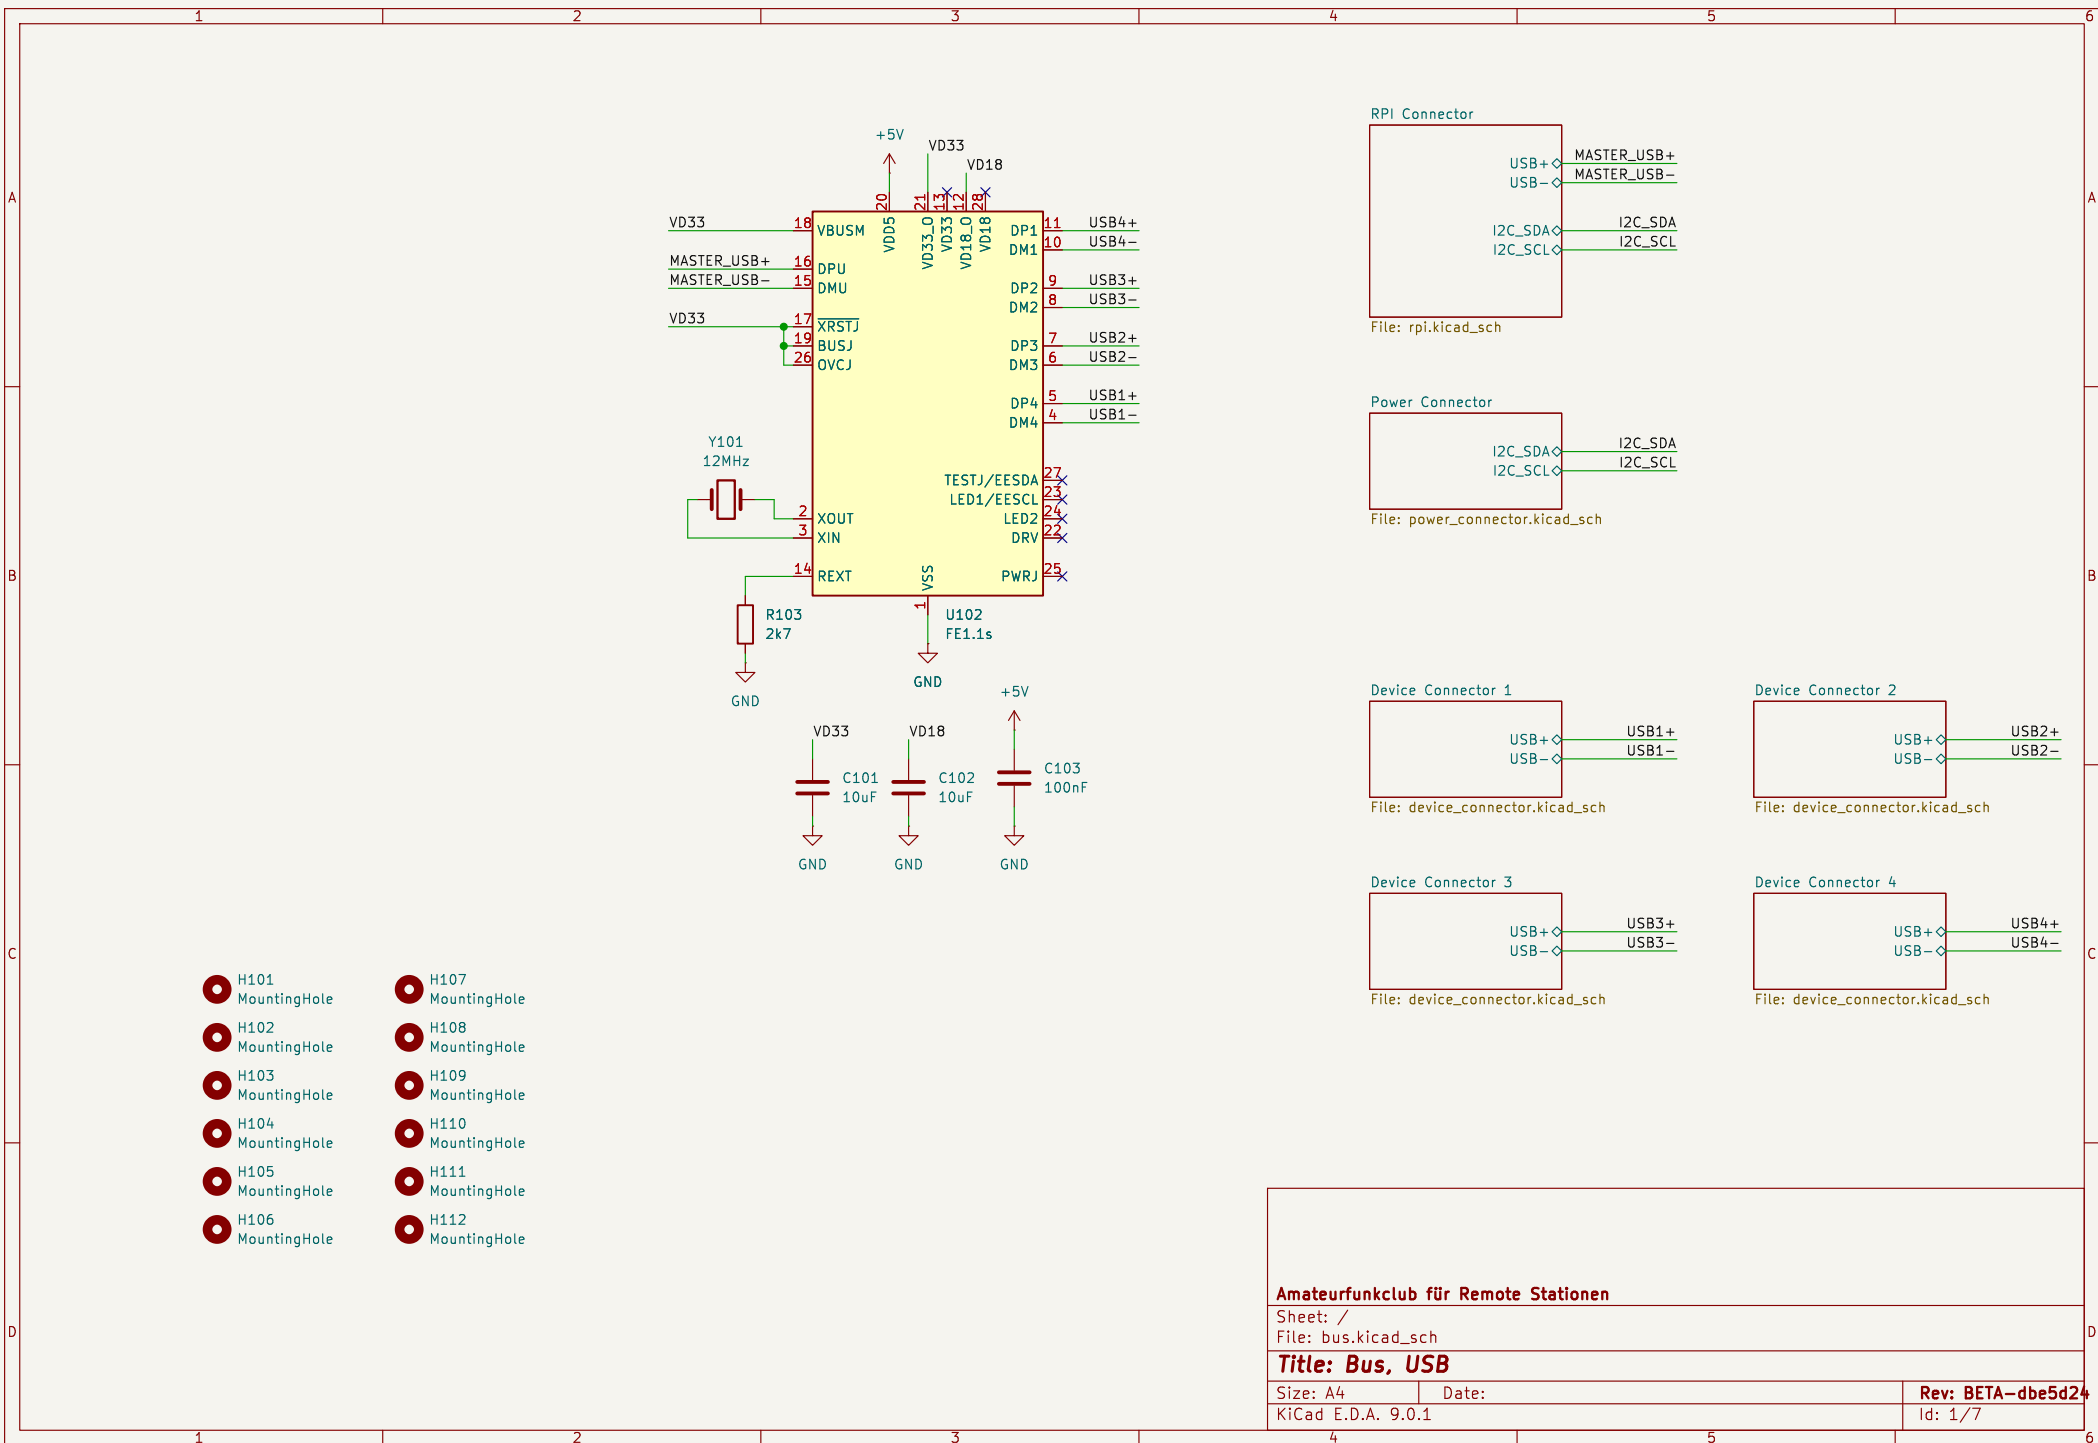 1 2 3 4 5 6
A
B
C
D
A
B
C
D
1 2 3 4 5 6
+5V
VD33
VD18
20
21
13
12
28
VDD5
VD33_O
VD33
VD18_O
VD18
VD33
18 VBUSM
MASTER_USB+
16 DPU
MASTER_USB-
15 DMU
VD33
17 XRSTJ
19 BUSJ
26 OVCJ
Y101
12MHz
2 XOUT
3 XIN
14 REXT
R103
2k7
GND
DP1 11 USB4+
DM1 10 USB4-
DP2 9 USB3+
DM2 8 USB3-
DP3 7 USB2+
DM3 6 USB2-
DP4 5 USB1+
DM4 4 USB1-
TESTJ/EESDA 27
LED1/EESCL 23
LED2 24
DRV 22
PWRJ 25
VSS
1
U102
FE1.1s
GND
VD33
C101
10uF
GND
VD18
C102
10uF
GND
+5V
C103
100nF
GND
RPI Connector
USB+ MASTER_USB+
USB- MASTER_USB-
I2C_SDA I2C_SDA
I2C_SCL I2C_SCL
File: rpi.kicad_sch
Power Connector
I2C_SDA I2C_SDA
I2C_SCL I2C_SCL
File: power_connector.kicad_sch
Device Connector 1
USB+ USB1+
USB- USB1-
File: device_connector.kicad_sch
Device Connector 2
USB+ USB2+
USB- USB2-
File: device_connector.kicad_sch
Device Connector 3
USB+ USB3+
USB- USB3-
File: device_connector.kicad_sch
Device Connector 4
USB+ USB4+
USB- USB4-
File: device_connector.kicad_sch
H101
MountingHole
H102
MountingHole
H103
MountingHole
H104
MountingHole
H105
MountingHole
H106
MountingHole
H107
MountingHole
H108
MountingHole
H109
MountingHole
H110
MountingHole
H111
MountingHole
H112
MountingHole
Amateurfunkclub für Remote Stationen
Sheet: /
File: bus.kicad_sch
Title: Bus, USB
Size: A4 Date: Rev: BETA-dbe5d24
KiCad E.D.A. 9.0.1 Id: 1/7